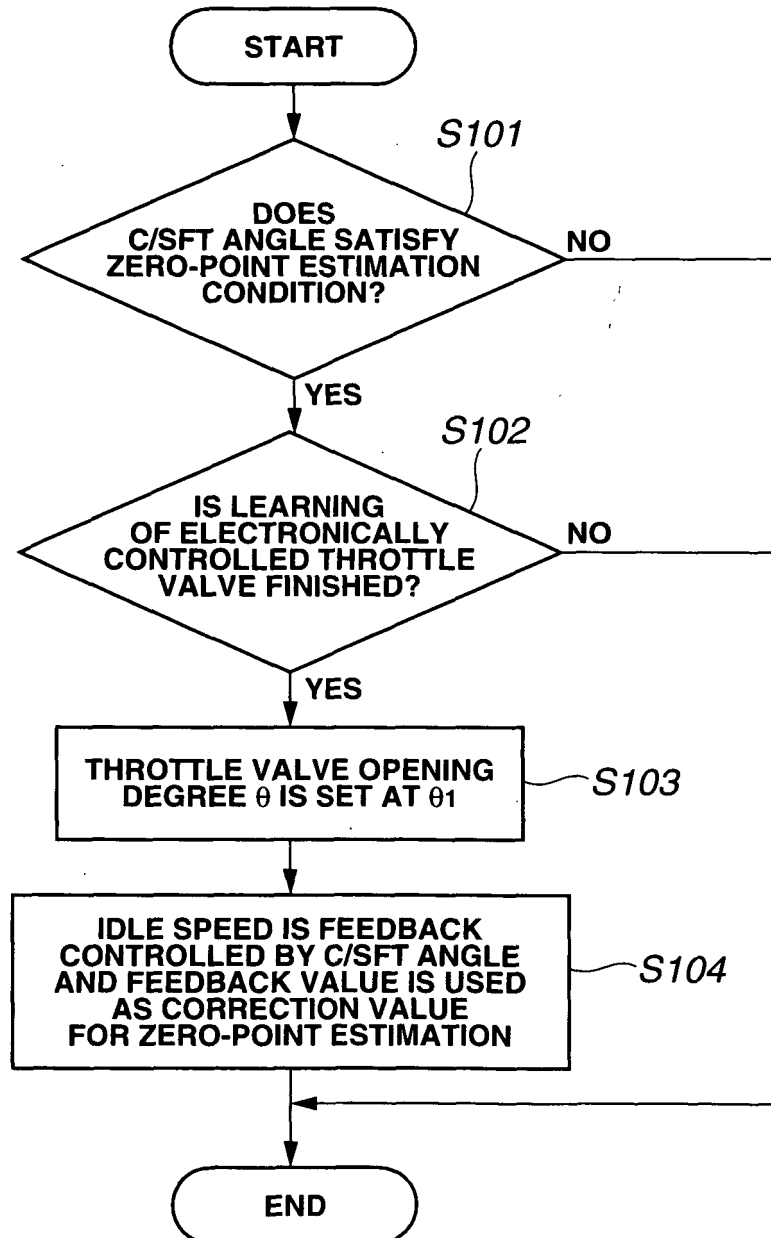 START
S101
DOES
C/SFT ANGLE SATISFY
ZERO-POINT ESTIMATION
CONDITION?
NO
YES
S102
IS LEARNING
OF ELECTRONICALLY
CONTROLLED THROTTLE
VALVE FINISHED?
NO
YES
THROTTLE VALVE OPENING
DEGREE θ IS SET AT θ1
S103
IDLE SPEED IS FEEDBACK
CONTROLLED BY C/SFT ANGLE
AND FEEDBACK VALUE IS USED
AS CORRECTION VALUE
FOR ZERO-POINT ESTIMATION
S104
END